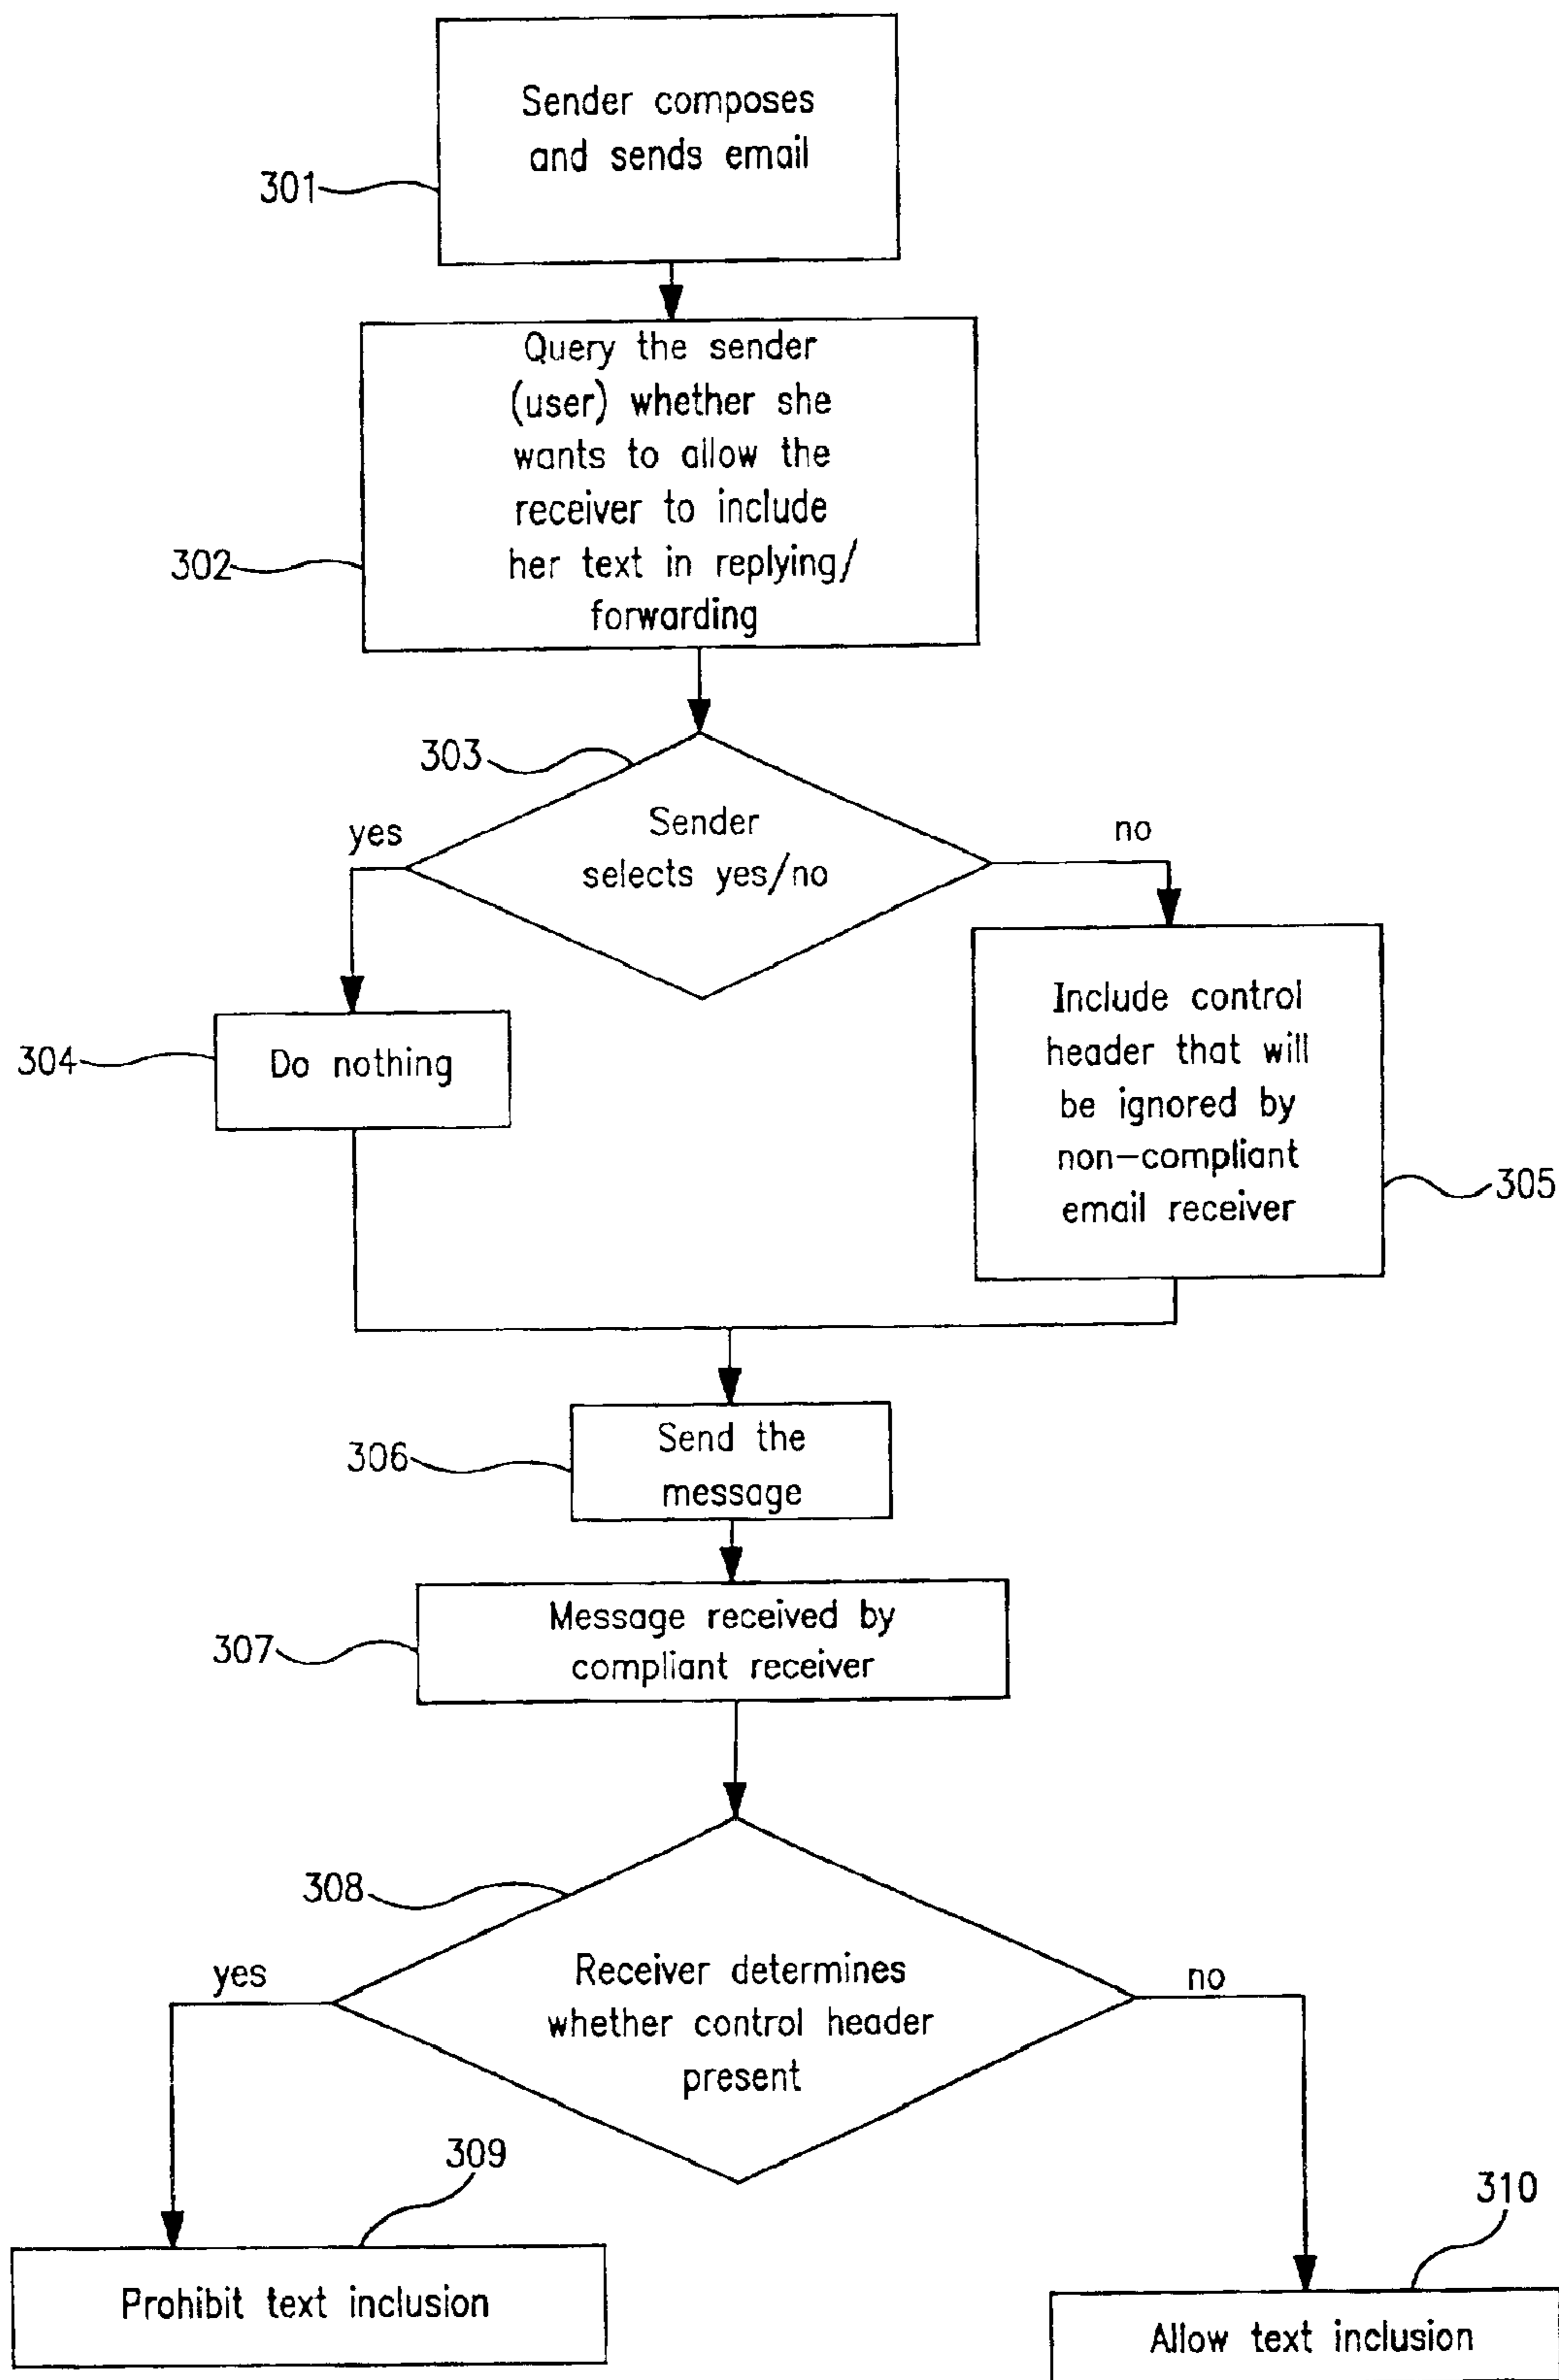 Sender composes
and sends email
301
Query the sender
(user) whether she
wants to allow the
receiver to include
her text in replying/
forwarding
302
303
Sender
selects yes/no
yes
no
304
Do nothing
Include control
header that will
be ignored by
non-compliant
email receiver
305
306
Send the
message
307
Message received by
compliant receiver
308
Receiver determines
whether control header
present
yes
no
309
Prohibit text inclusion
310
Allow text inclusion